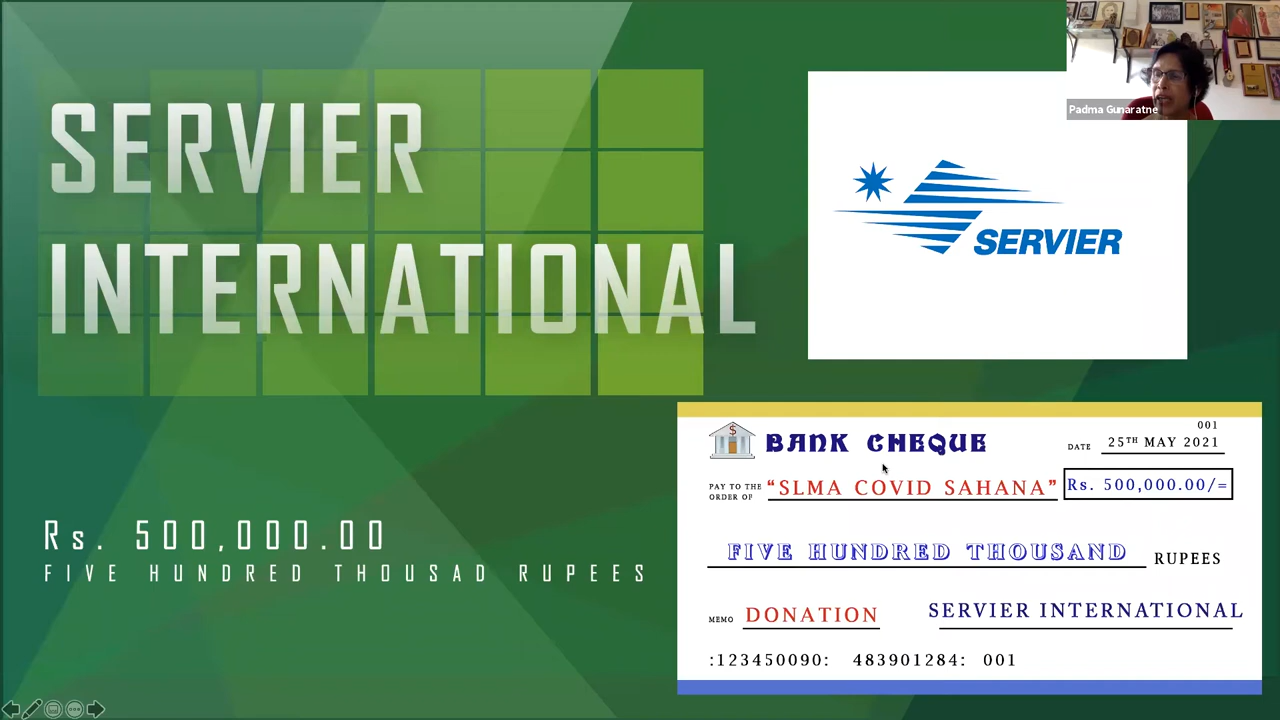 SERVIER
INTERNATIONAL
Rs. 500,000.00
FIVE HUNDRED THOUSAD RUPEES
Padma Gunaratne
SERVIER
001
BANK CHEQUE
DATE 25TH MAY 2021
PAY TO THE
ORDER OF "SLMA COVID SAHANA" Rs. 500,000.00/=
FIVE HUNDRED THOUSAND RUPEES
MEMO DONATION SERVIER INTERNATIONAL
:123450090: 483901284: 001